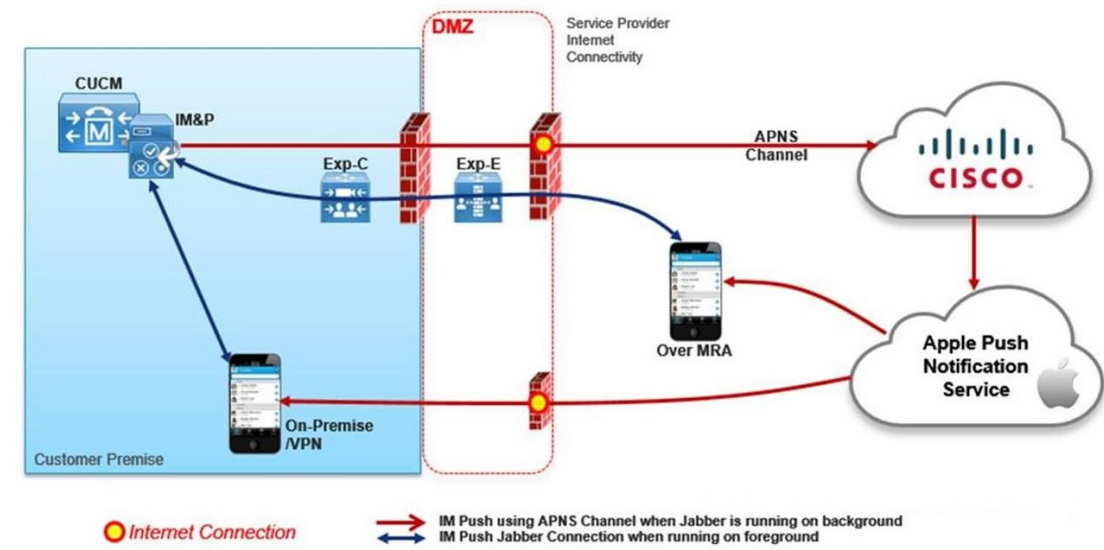 DMZ
Service Provider
Internet
Connectivity
CUCM
IM&P
M
APNS
Channel
CISCO
Exp-C
Exp-E
Over MRA
Apple Push
Notification
Service
On-Premise
/VPN
Customer Premise
Internet Connection
IM Push using APNS Channel when Jabber is running on background
IM Push Jabber Connection when running on foreground